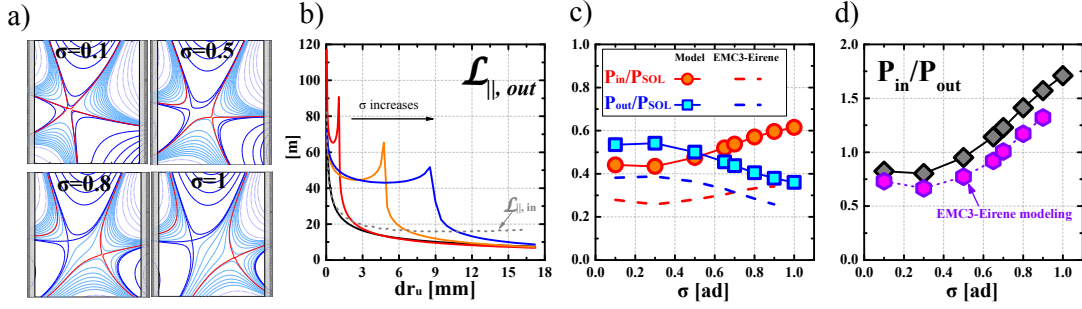 a)
σ=0.1
σ=0.5
σ=0.8
σ=1
b)
120
100
80
60
40
20
0
[m]
ℒ||, out
σ increases
ℒ||, in
0 3 6 9 12 15 18
drᵤ [mm]
c)
1.0
0.8
0.6
0.4
0.2
0.0
Model EMC3-Eirene
Pin/PSOL
Pout/PSOL
0.0 0.2 0.4 0.6 0.8 1.0
σ [ad]
d)
2.0
1.5
1.0
0.5
0.0
Pin/Pout
EMC3-Eirene modeling
0.0 0.2 0.4 0.6 0.8 1.0
σ [ad]